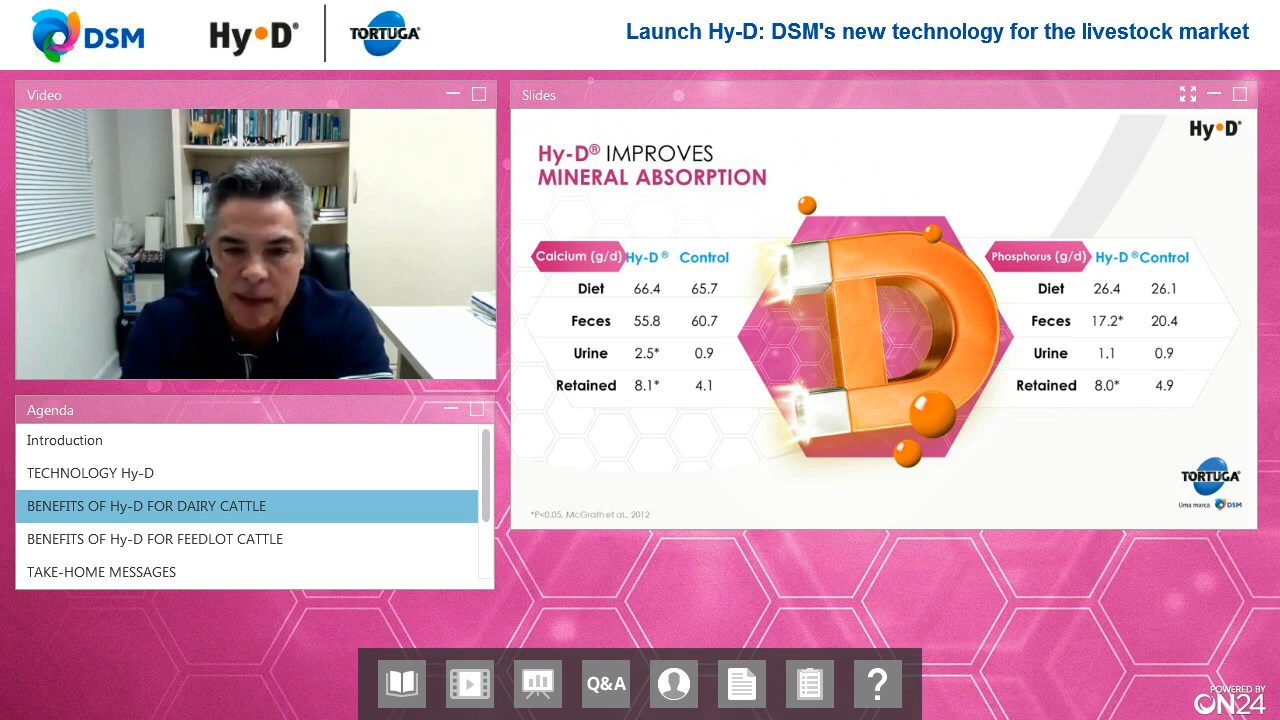 DSM
Hy•D®
TORTUGA®
Launch Hy-D: DSM's new technology for the livestock market
Video
Slides
Hy•D®
Hy-D® IMPROVES
MINERAL ABSORPTION
Calcium (g/d) Hy-D® Control
Diet 66.4 65.7
Feces 55.8 60.7
Urine 2.5* 0.9
Retained 8.1* 4.1
D
Phosphorus (g/d) Hy-D® Control
Diet 26.4 26.1
Feces 17.2* 20.4
Urine 1.1 0.9
Retained 8.0* 4.9
*P<0.05, McGrath et al., 2012
TORTUGA®
Uma marca DSM
Agenda
Introduction
TECHNOLOGY Hy-D
BENEFITS OF Hy-D FOR DAIRY CATTLE
BENEFITS OF Hy-D FOR FEEDLOT CATTLE
TAKE-HOME MESSAGES
Q&A
?
POWERED BY
ON24